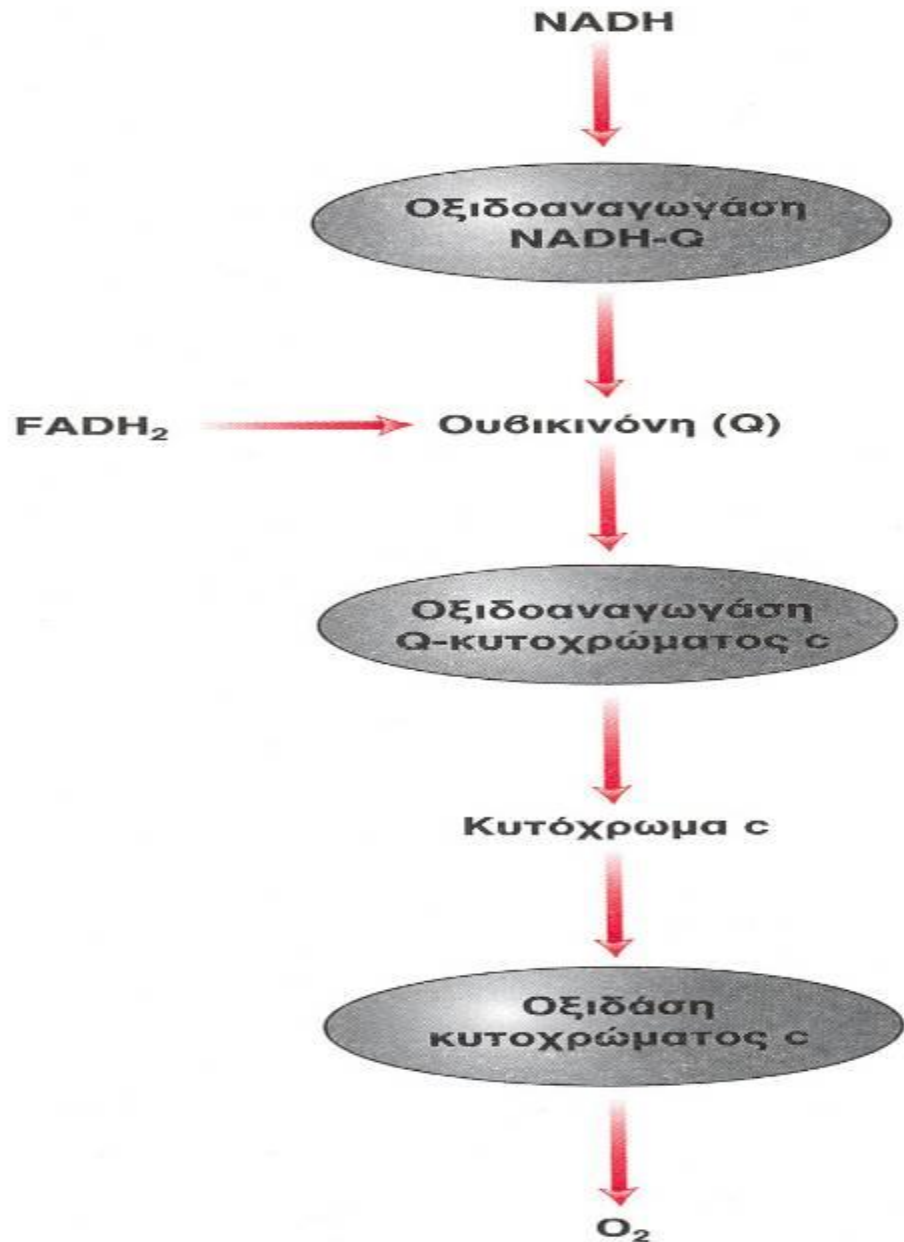 NADH
Οξιδοαναγωγάση
NADH-Q
FADH₂
Ουβικινόνη (Q)
Οξιδοαναγωγάση
Q-κυτοχρώματος c
Κυτόχρωμα c
Οξιδάση
κυτοχρώματος c
O₂